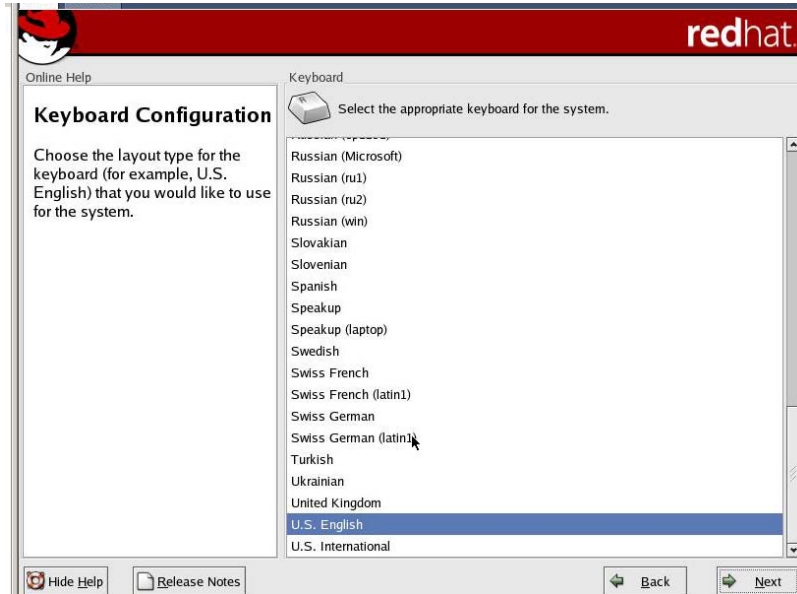 redhat.
Online Help
Keyboard Configuration
Choose the layout type for the
keyboard (for example, U.S.
English) that you would like to use
for the system.
Keyboard
Select the appropriate keyboard for the system.
Russian (Microsoft)
Russian (ru1)
Russian (ru2)
Russian (win)
Slovakian
Slovenian
Spanish
Speakup
Speakup (laptop)
Swedish
Swiss French
Swiss French (latin1)
Swiss German
Swiss German (latin1)
Turkish
Ukrainian
United Kingdom
U.S. English
U.S. International
Hide Help
Release Notes
Back
Next